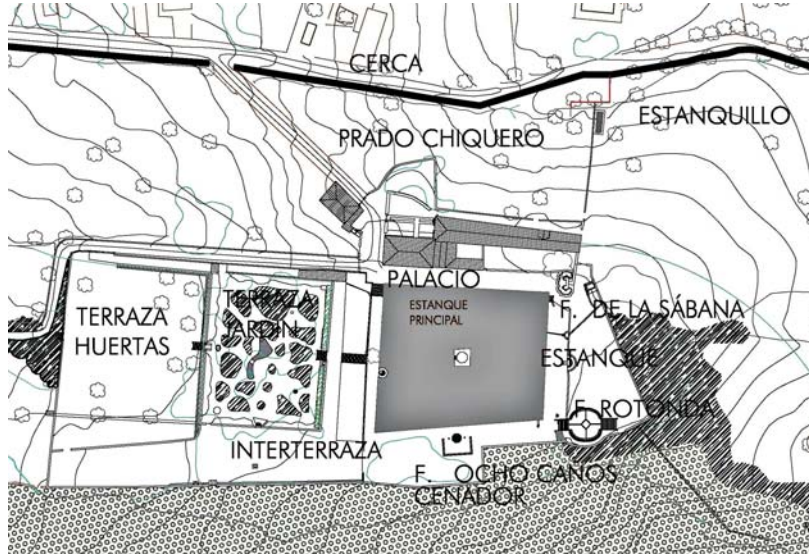 CERCA
ESTANQUILLO
PRADO CHIQUERO
PALACIO
TERRAZA
JARDIN
ESTANQUE
PRINCIPAL
F. DE LA SÁBANA
TERRAZA
HUERTAS
ESTANQUE
F. ROTONDA
INTERTERRAZA
F. OCHO CAÑOS
CENADOR